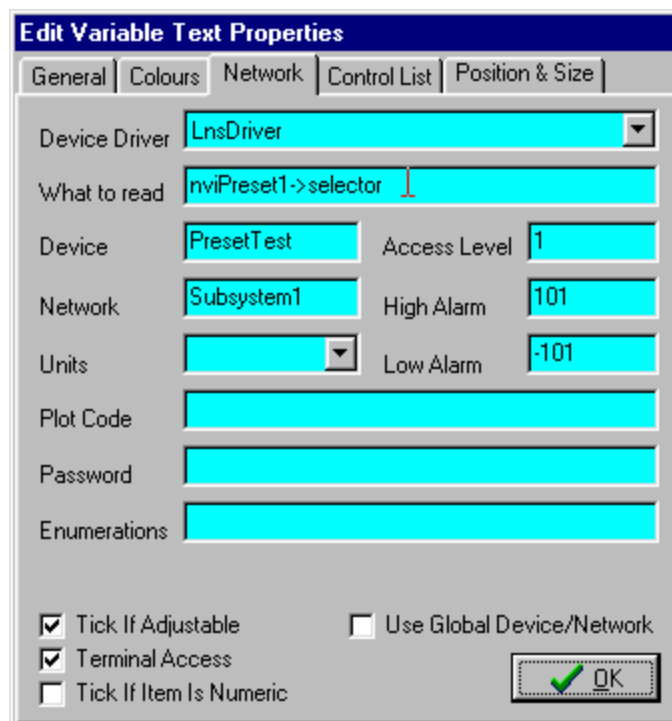 Edit Variable Text Properties
General Colours Network Control List Position & Size
Device Driver LnsDriver
What to read nviPreset1->selector
Device PresetTest Access Level 1
Network Subsystem1 High Alarm 101
Units Low Alarm -101
Plot Code
Password
Enumerations
Tick If Adjustable Use Global Device/Network
Terminal Access
Tick If Item Is Numeric OK